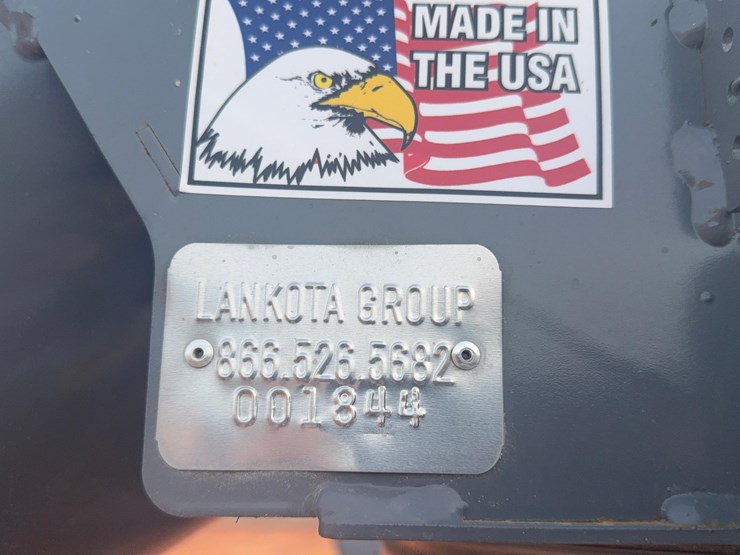 MADE IN
THE USA
LANKOTA GROUP
866.526.5682
001844